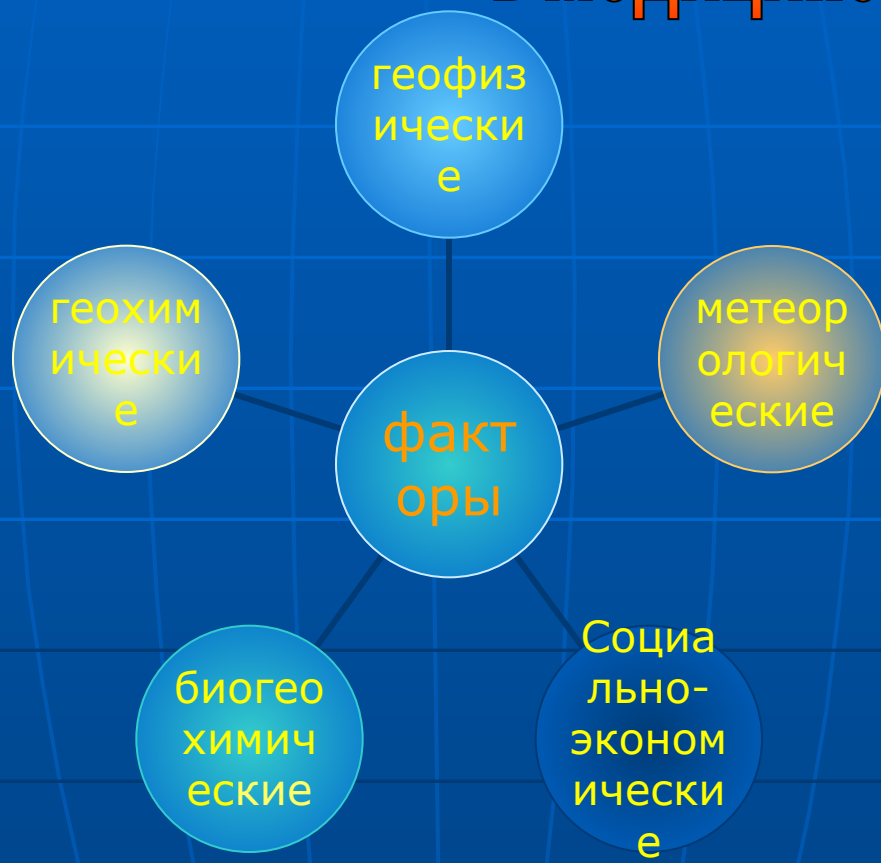 геофиз
ически
е
геохим
ически
е
метеор
ологич
еские
факт
оры
биогео
химич
еские
Социа
льно-
эконом
ически
е